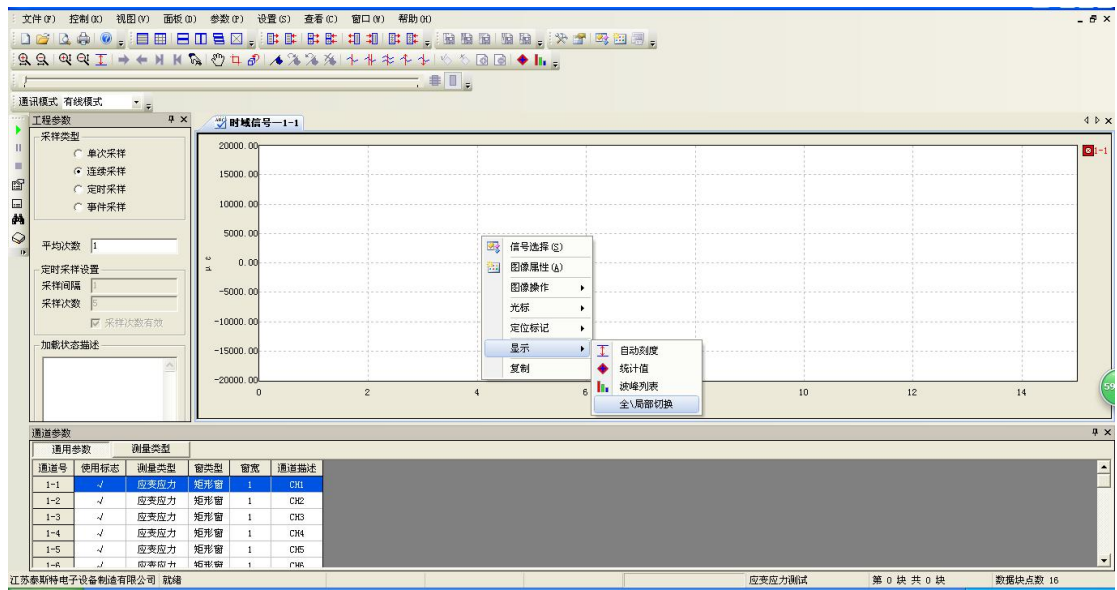 文件(F) 控制(K) 视图(V) 面板(D) 参数(P) 设置(S) 查看(C) 窗口(W) 帮助(H)
通讯模式 有线模式
工程参数
时域信号—1-1
采样类型
单次采样
连续采样
定时采样
事件采样
平均次数 1
定时采样设置
采样间隔 1
采样次数 5
采样次数有效
加载状态描述
20000.00
15000.00
10000.00
5000.00
0.00
-5000.00
-10000.00
-15000.00
-20000.00
με
0 2 4 6 10 12 14
1-1
信号选择(S)
图像属性(A)
图像操作
光标
定位标记
显示
复制
自动刻度
统计值
波峰列表
全\局部切换
59
通道参数
通用参数 测量类型
通道号 使用标志 测量类型 窗类型 窗宽 通道描述
1-1 √ 应变应力 矩形窗 1 CH1
1-2 √ 应变应力 矩形窗 1 CH2
1-3 √ 应变应力 矩形窗 1 CH3
1-4 √ 应变应力 矩形窗 1 CH4
1-5 √ 应变应力 矩形窗 1 CH5
1-6 √ 应变应力 矩形窗 1 CH6
江苏泰斯特电子设备制造有限公司 就绪 应变应力测试 第 0 块 共 0 块 数据块点数 16